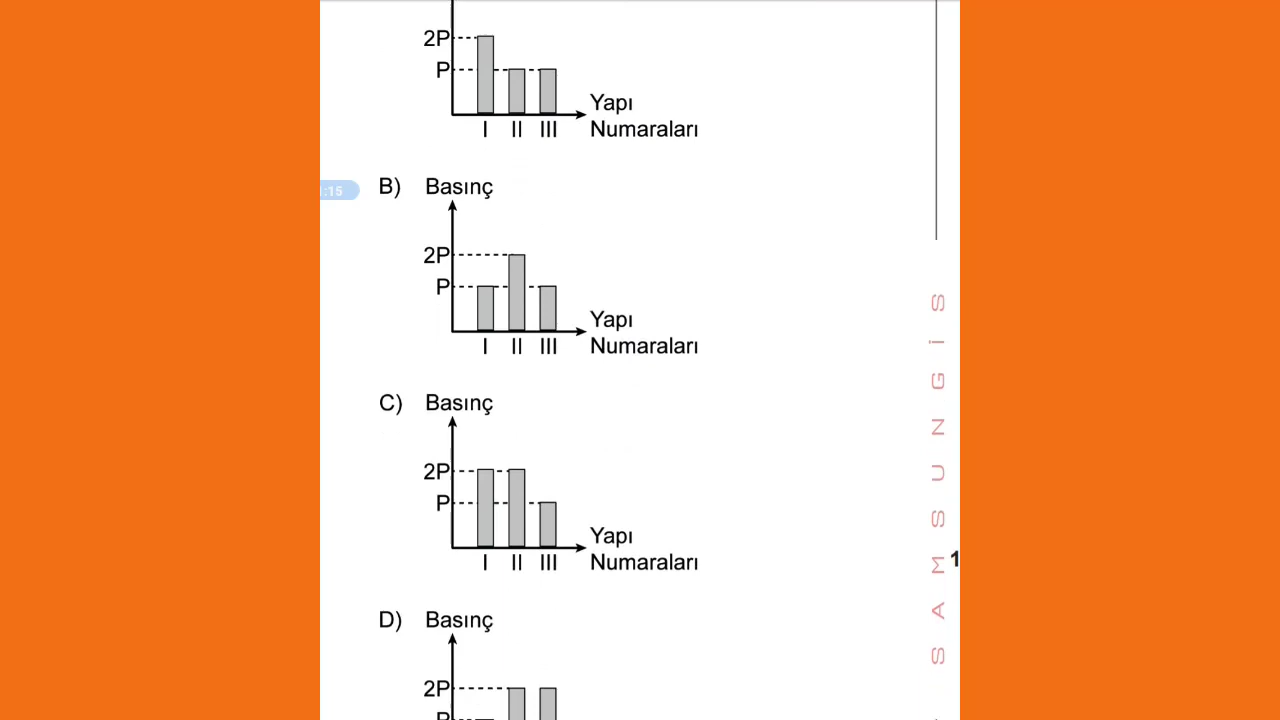 2P
P
Yapı
I II III Numaraları
:15
B) Basınç
2P
P
Yapı
I II III Numaraları
C) Basınç
2P
P
Yapı
I II III Numaraları
D) Basınç
2P
P
SAMSUNGİS
1